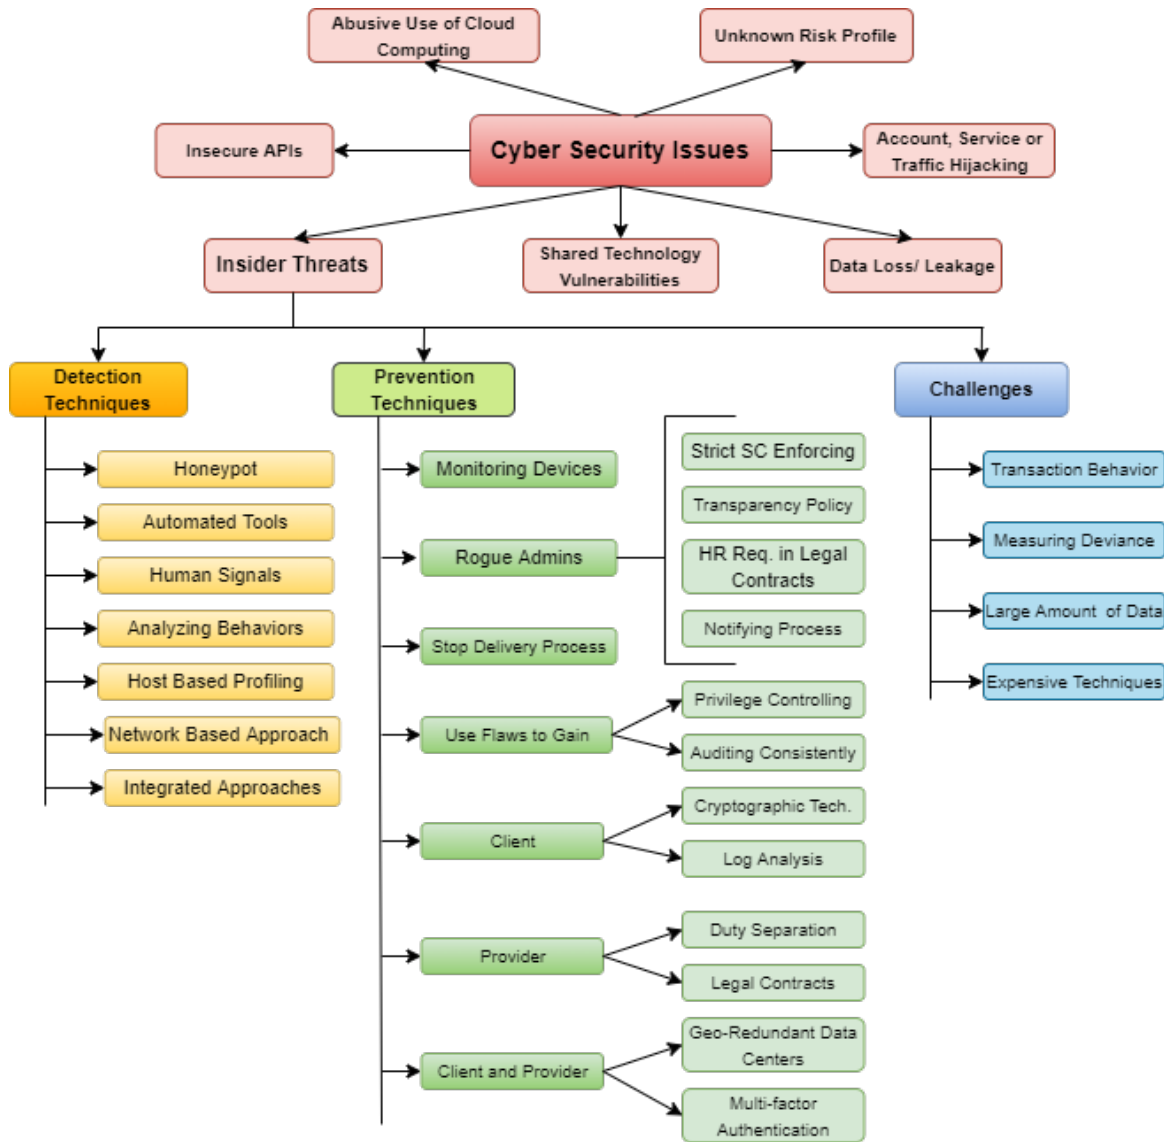 Abusive Use of Cloud
Computing
Unknown Risk Profile
Insecure APIs
Cyber Security Issues
Account, Service or
Traffic Hijacking
Insider Threats
Shared Technology
Vulnerabilities
Data Loss/ Leakage
Detection
Techniques
Honeypot
Automated Tools
Human Signals
Analyzing Behaviors
Host Based Profiling
Network Based Approach
Integrated Approaches
Prevention
Techniques
Monitoring Devices
Rogue Admins
Strict SC Enforcing
Transparency Policy
HR Req. in Legal
Contracts
Notifying Process
Stop Delivery Process
Use Flaws to Gain
Privilege Controlling
Auditing Consistently
Client
Cryptographic Tech.
Log Analysis
Provider
Duty Separation
Legal Contracts
Client and Provider
Geo-Redundant Data
Centers
Multi-factor
Authentication
Challenges
Transaction Behavior
Measuring Deviance
Large Amount of Data
Expensive Techniques